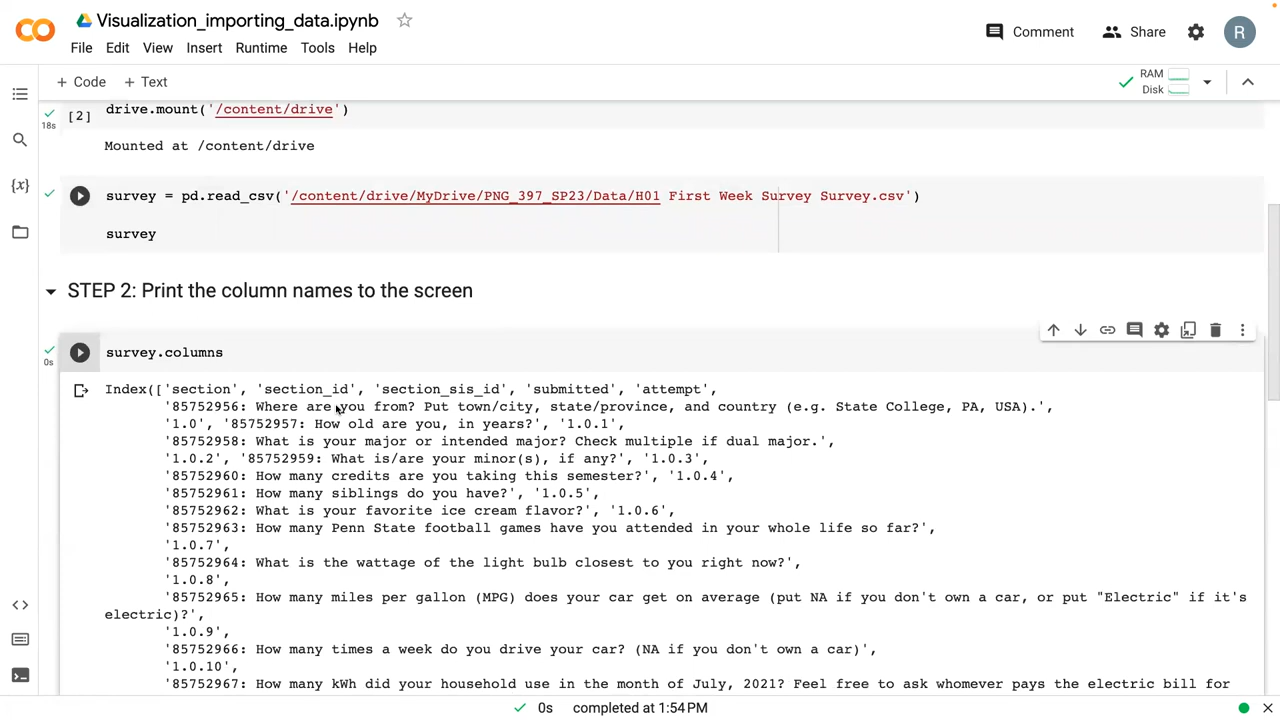 Visualization_importing_data.ipynb
File Edit View Insert Runtime Tools Help
Comment
Share
R
+ Code + Text
RAM
Disk
[2]
18s
drive.mount('/content/drive')
Mounted at /content/drive
survey = pd.read_csv('/content/drive/MyDrive/PNG_397_SP23/Data/H01 First Week Survey Survey.csv')
survey
STEP 2: Print the column names to the screen
0s
survey.columns
Index(['section', 'section_id', 'section_sis_id', 'submitted', 'attempt',
'85752956: Where are you from? Put town/city, state/province, and country (e.g. State College, PA, USA).',
'1.0', '85752957: How old are you, in years?', '1.0.1',
'85752958: What is your major or intended major? Check multiple if dual major.',
'1.0.2', '85752959: What is/are your minor(s), if any?', '1.0.3',
'85752960: How many credits are you taking this semester?', '1.0.4',
'85752961: How many siblings do you have?', '1.0.5',
'85752962: What is your favorite ice cream flavor?', '1.0.6',
'85752963: How many Penn State football games have you attended in your whole life so far?',
'1.0.7',
'85752964: What is the wattage of the light bulb closest to you right now?',
'1.0.8',
'85752965: How many miles per gallon (MPG) does your car get on average (put NA if you don't own a car, or put "Electric" if it's
electric)?',
'1.0.9',
'85752966: How many times a week do you drive your car? (NA if you don't own a car)',
'1.0.10',
'85752967: How many kWh did your household use in the month of July, 2021? Feel free to ask whomever pays the electric bill for
{x}
0s completed at 1:54 PM